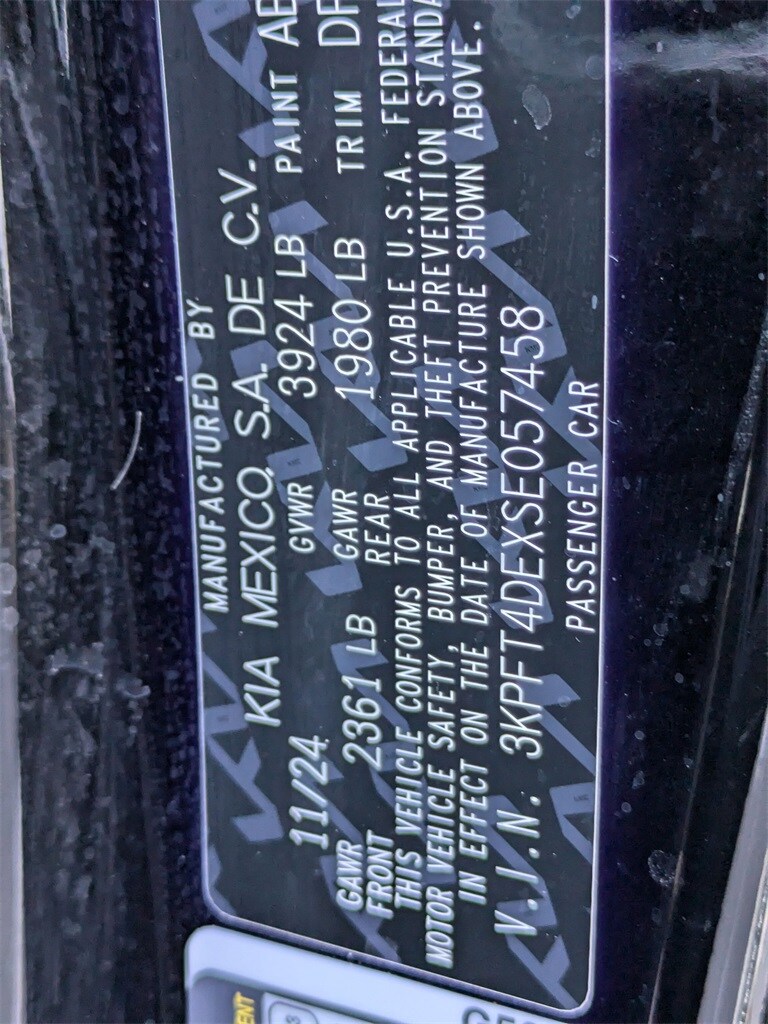 MANUFACTURED BY
KIA MEXICO, S.A. DE C.V.
11/24 GVWR 3924 LB PAINT
GAWR FRONT 2361 LB GAWR REAR 1980 LB TRIM
THIS VEHICLE CONFORMS TO ALL APPLICABLE U.S.A. FEDERAL
MOTOR VEHICLE SAFETY, BUMPER, AND THEFT PREVENTION
IN EFFECT ON THE DATE OF MANUFACTURE SHOWN ABOVE.
V.I.N. 3KPFT4DEXSE057458
PASSENGER CAR